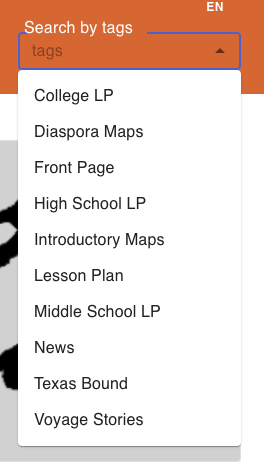 EN
Search by tags
tags
College LP
Diaspora Maps
Front Page
High School LP
Introductory Maps
Lesson Plan
Middle School LP
News
Texas Bound
Voyage Stories